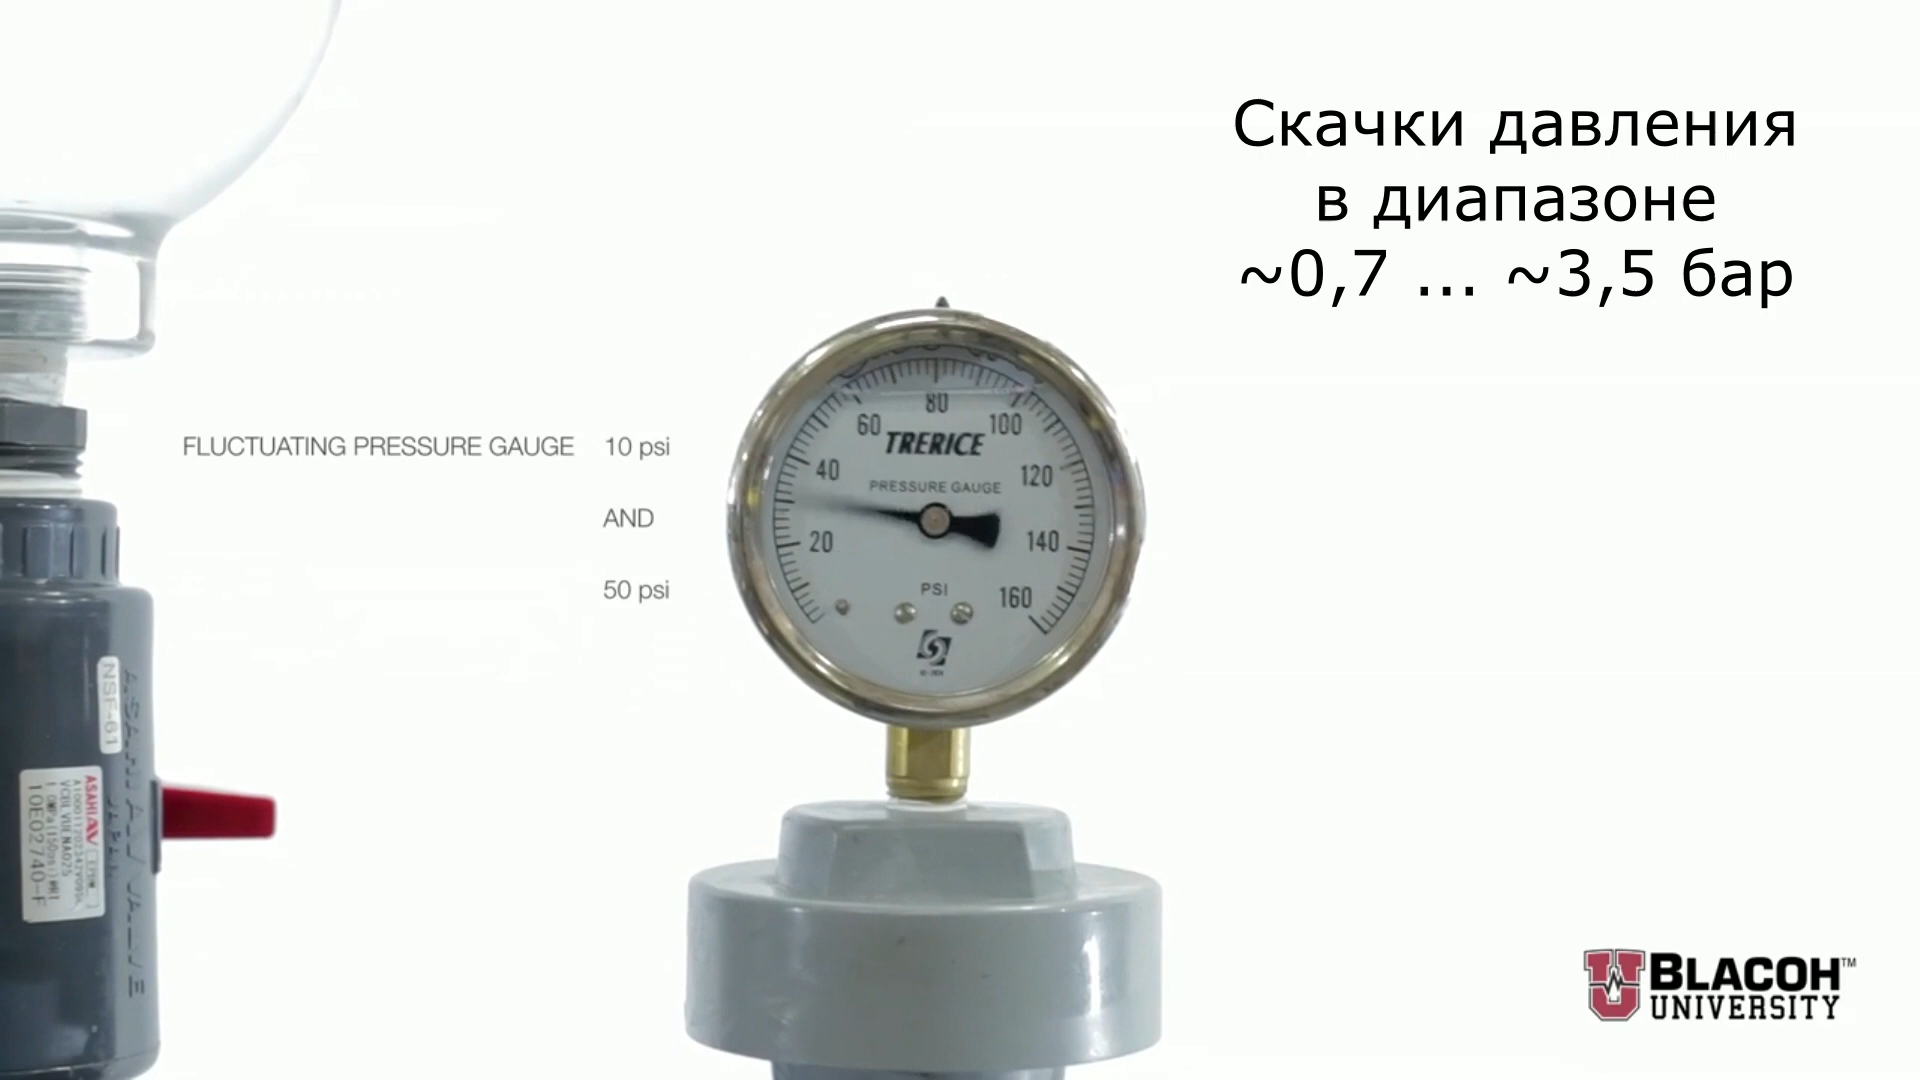 Скачки давления
в диапазоне
~0,7 ... ~3,5 бар
FLUCTUATING PRESSURE GAUGE 10 psi
AND
50 psi
80
60 100
TRERICE
40 120
PRESSURE GAUGE
20 140
PSI
160
NSF-61
ASAHI AV
10E02740-F
BLACOH™
UNIVERSITY